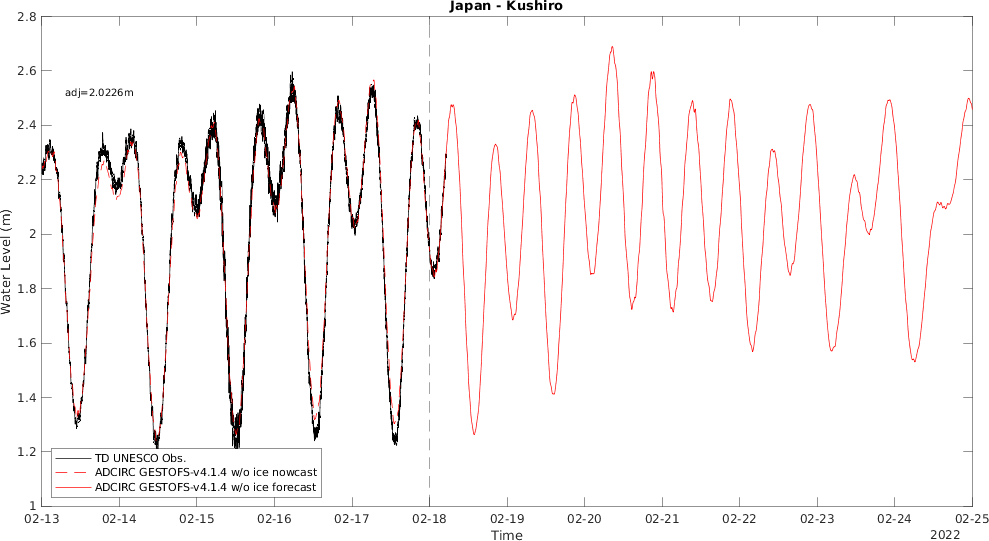 Japan - Kushiro
2.8
2.6
2.4
2.2
2
1.8
1.6
1.4
1.2
1
Water Level (m)
adj=2.0226m
TD UNESCO Obs.
ADCIRC GESTOFS-v4.1.4 w/o ice nowcast
ADCIRC GESTOFS-v4.1.4 w/o ice forecast
02-13 02-14 02-15 02-16 02-17 02-18 02-19 02-20 02-21 02-22 02-23 02-24 02-25
Time
2022